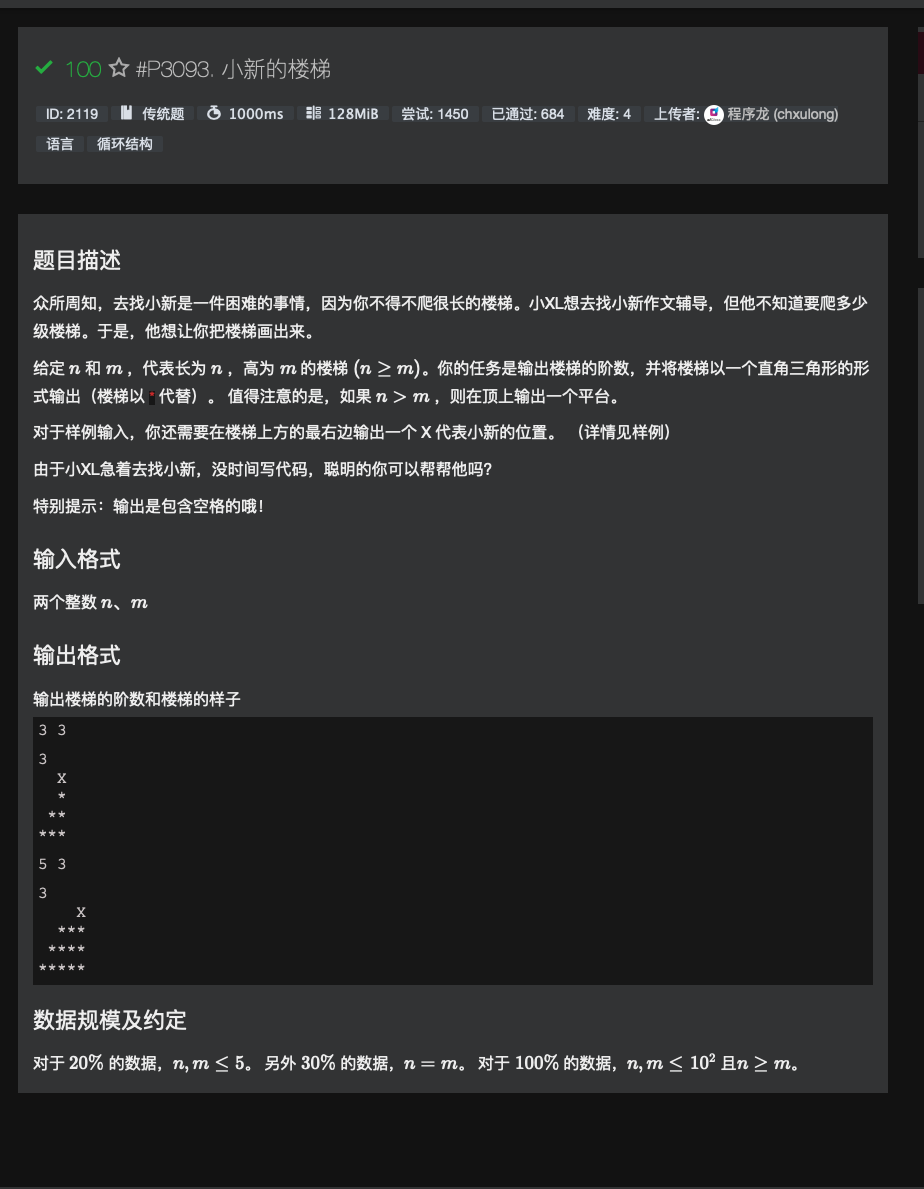 100 ☆ #P3093. 小新的楼梯
ID: 2119 传统题 1000ms 128MiB 尝试: 1450 已通过: 684 难度: 4 上传者: 程序龙 (chxulong)
语言 循环结构
题目描述
众所周知，去找小新是一件困难的事情，因为你不得不爬很长的楼梯。小XL想去找小新作文辅导，但他不知道要爬多少
级楼梯。于是，他想让你把楼梯画出来。
给定 n 和 m ，代表长为 n ，高为 m 的楼梯 (n ≥ m)。你的任务是输出楼梯的阶数，并将楼梯以一个直角三角形的形
式输出（楼梯以 * 代替）。 值得注意的是，如果 n > m ，则在顶上输出一个平台。
对于样例输入，你还需要在楼梯上方的最右边输出一个 X 代表小新的位置。 （详情见样例）
由于小XL急着去找小新，没时间写代码，聪明的你可以帮帮他吗？
特别提示：输出是包含空格的哦！
输入格式
两个整数 n、m
输出格式
输出楼梯的阶数和楼梯的样子
3 3
3
  X
  *
 **
***
5 3
3
    X
  ***
 ****
*****
数据规模及约定
对于 20% 的数据，n, m ≤ 5。 另外 30% 的数据，n = m。 对于 100% 的数据，n, m ≤ 10² 且n ≥ m。